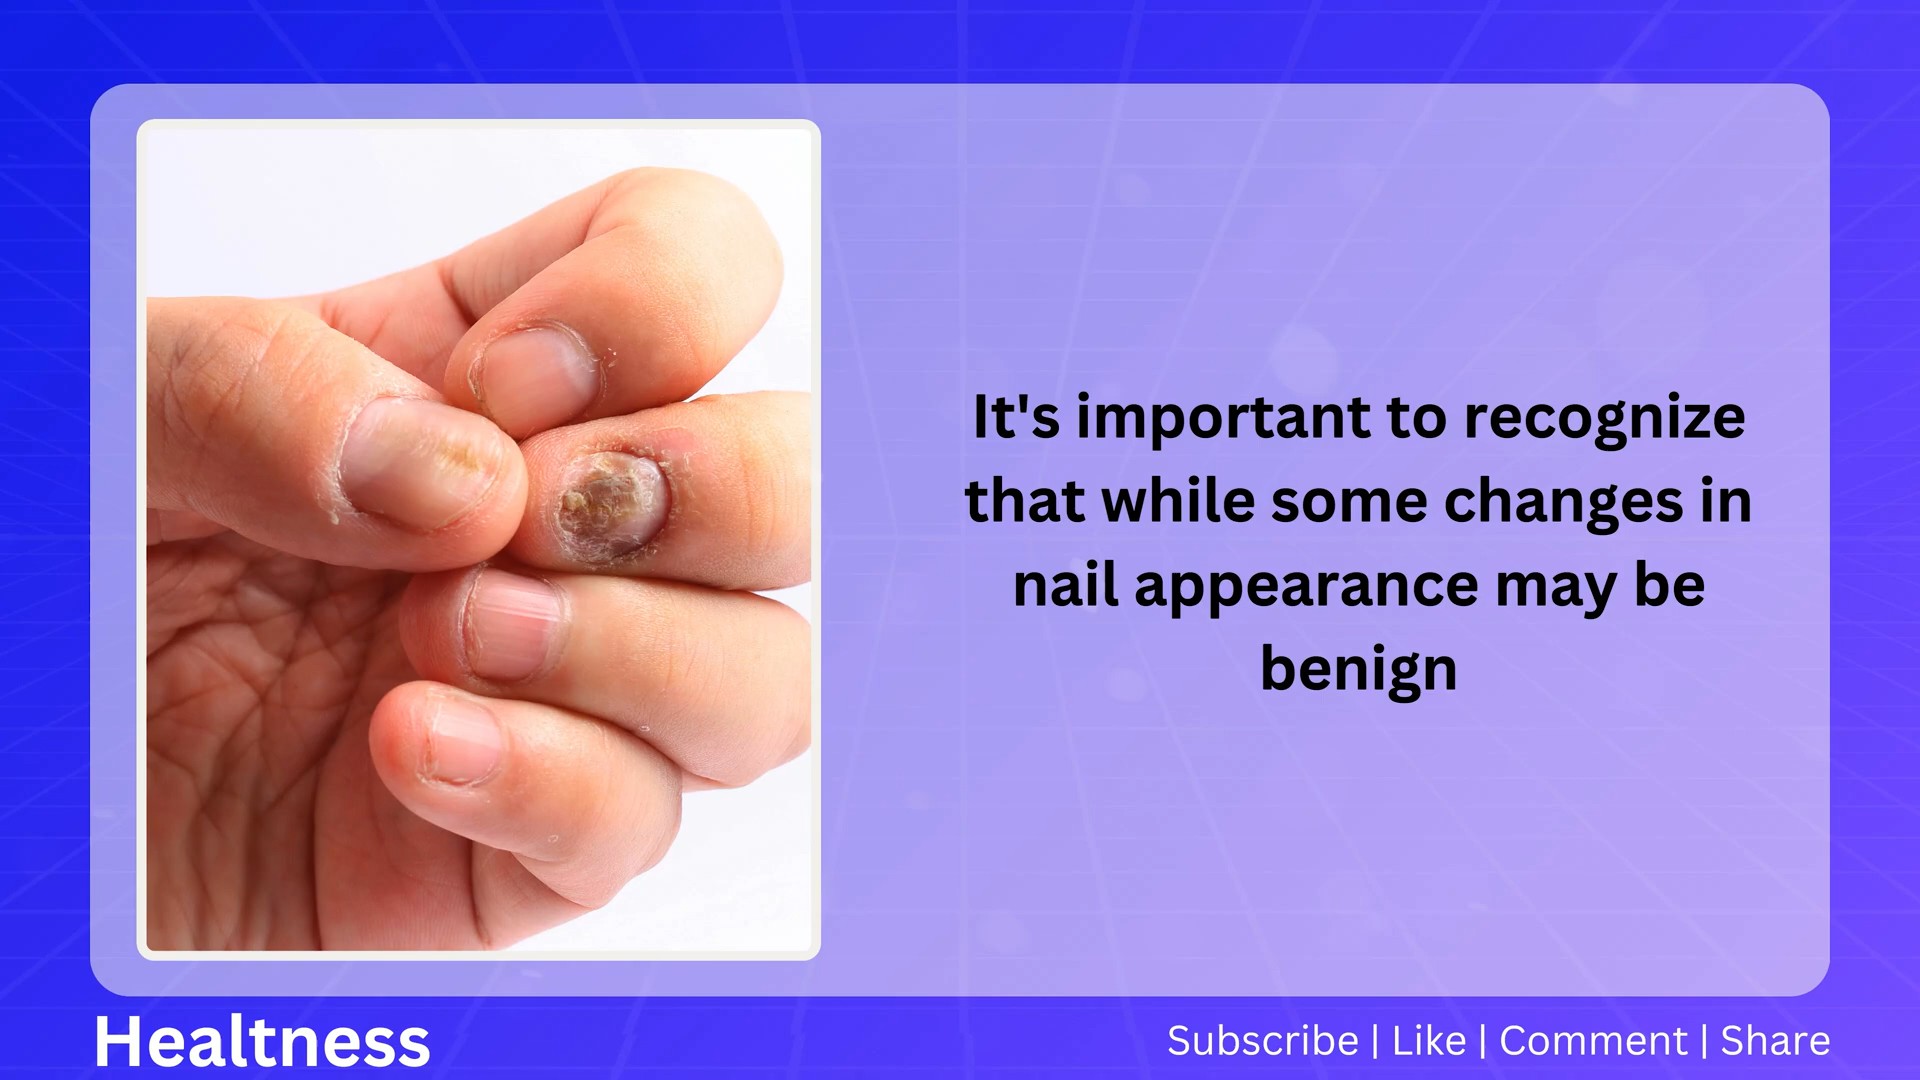 It's important to recognize
that while some changes in
nail appearance may be
benign
Healtness
Subscribe | Like | Comment | Share